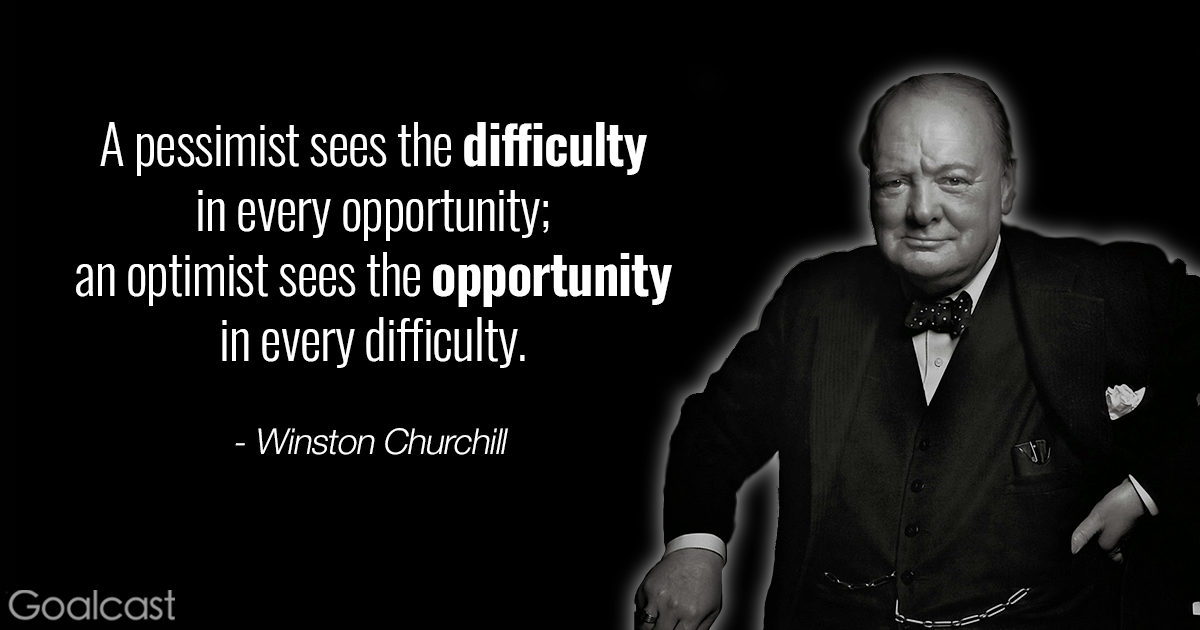 A pessimist sees the difficulty
in every opportunity;
an optimist sees the opportunity
in every difficulty.
- Winston Churchill
Goalcast